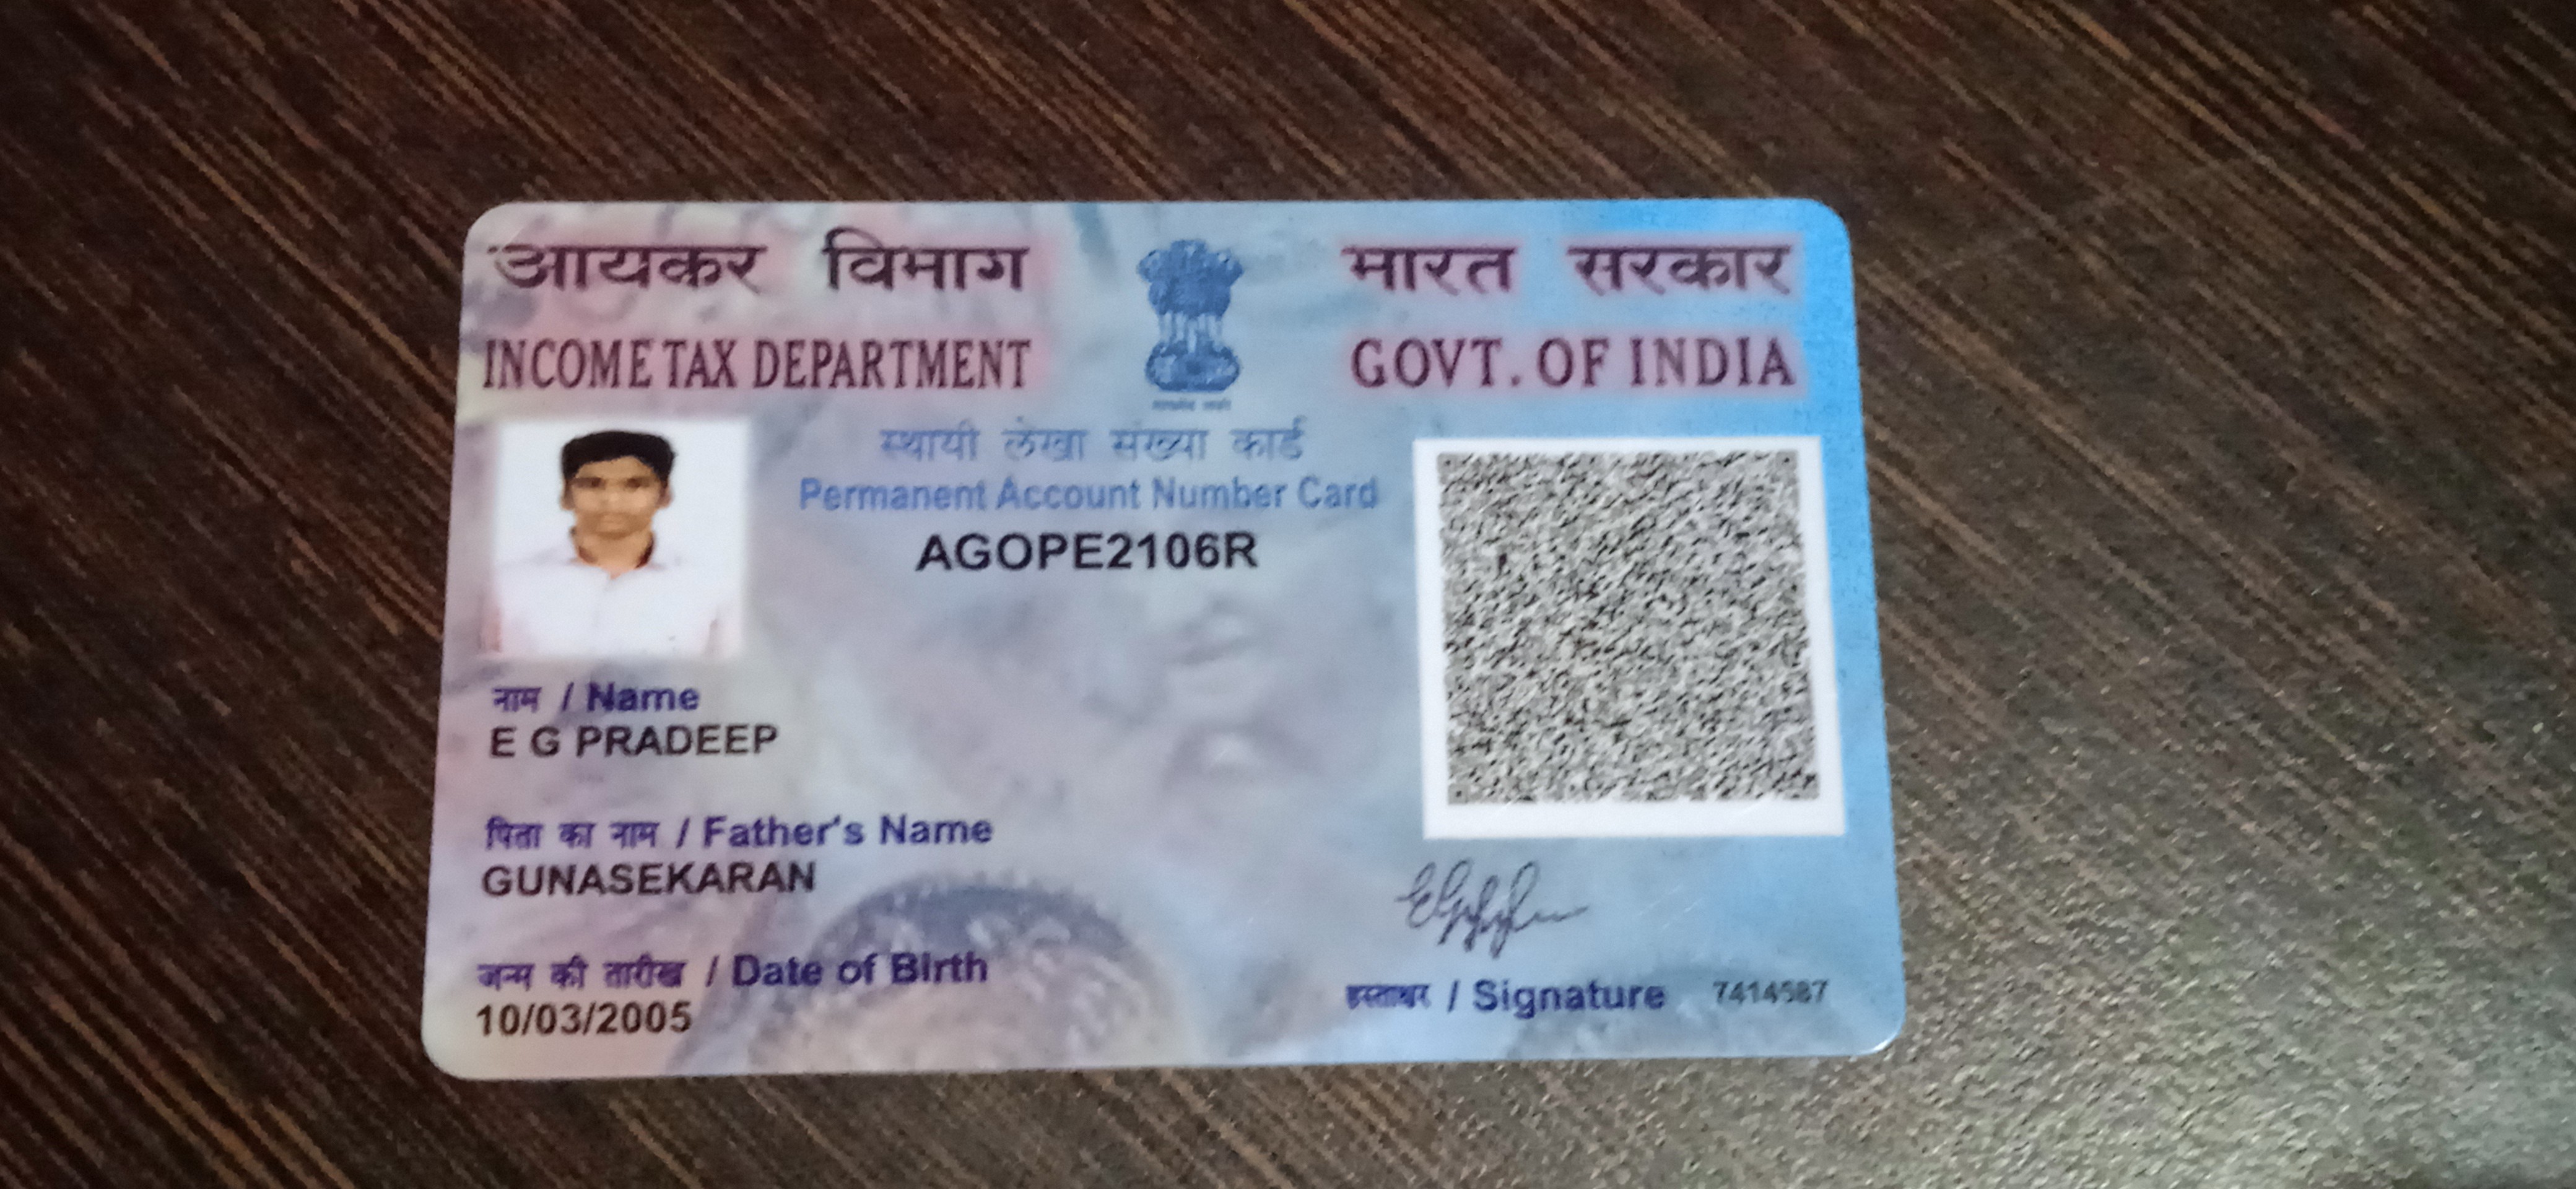 आयकर विभाग
INCOME TAX DEPARTMENT
भारत सरकार
GOVT. OF INDIA
स्थायी लेखा संख्या कार्ड
Permanent Account Number Card
AGOPE2106R
नाम / Name
E G PRADEEP
पिता का नाम / Father's Name
GUNASEKARAN
जन्म की तारीख / Date of Birth
10/03/2005
हस्ताक्षर / Signature
7414587